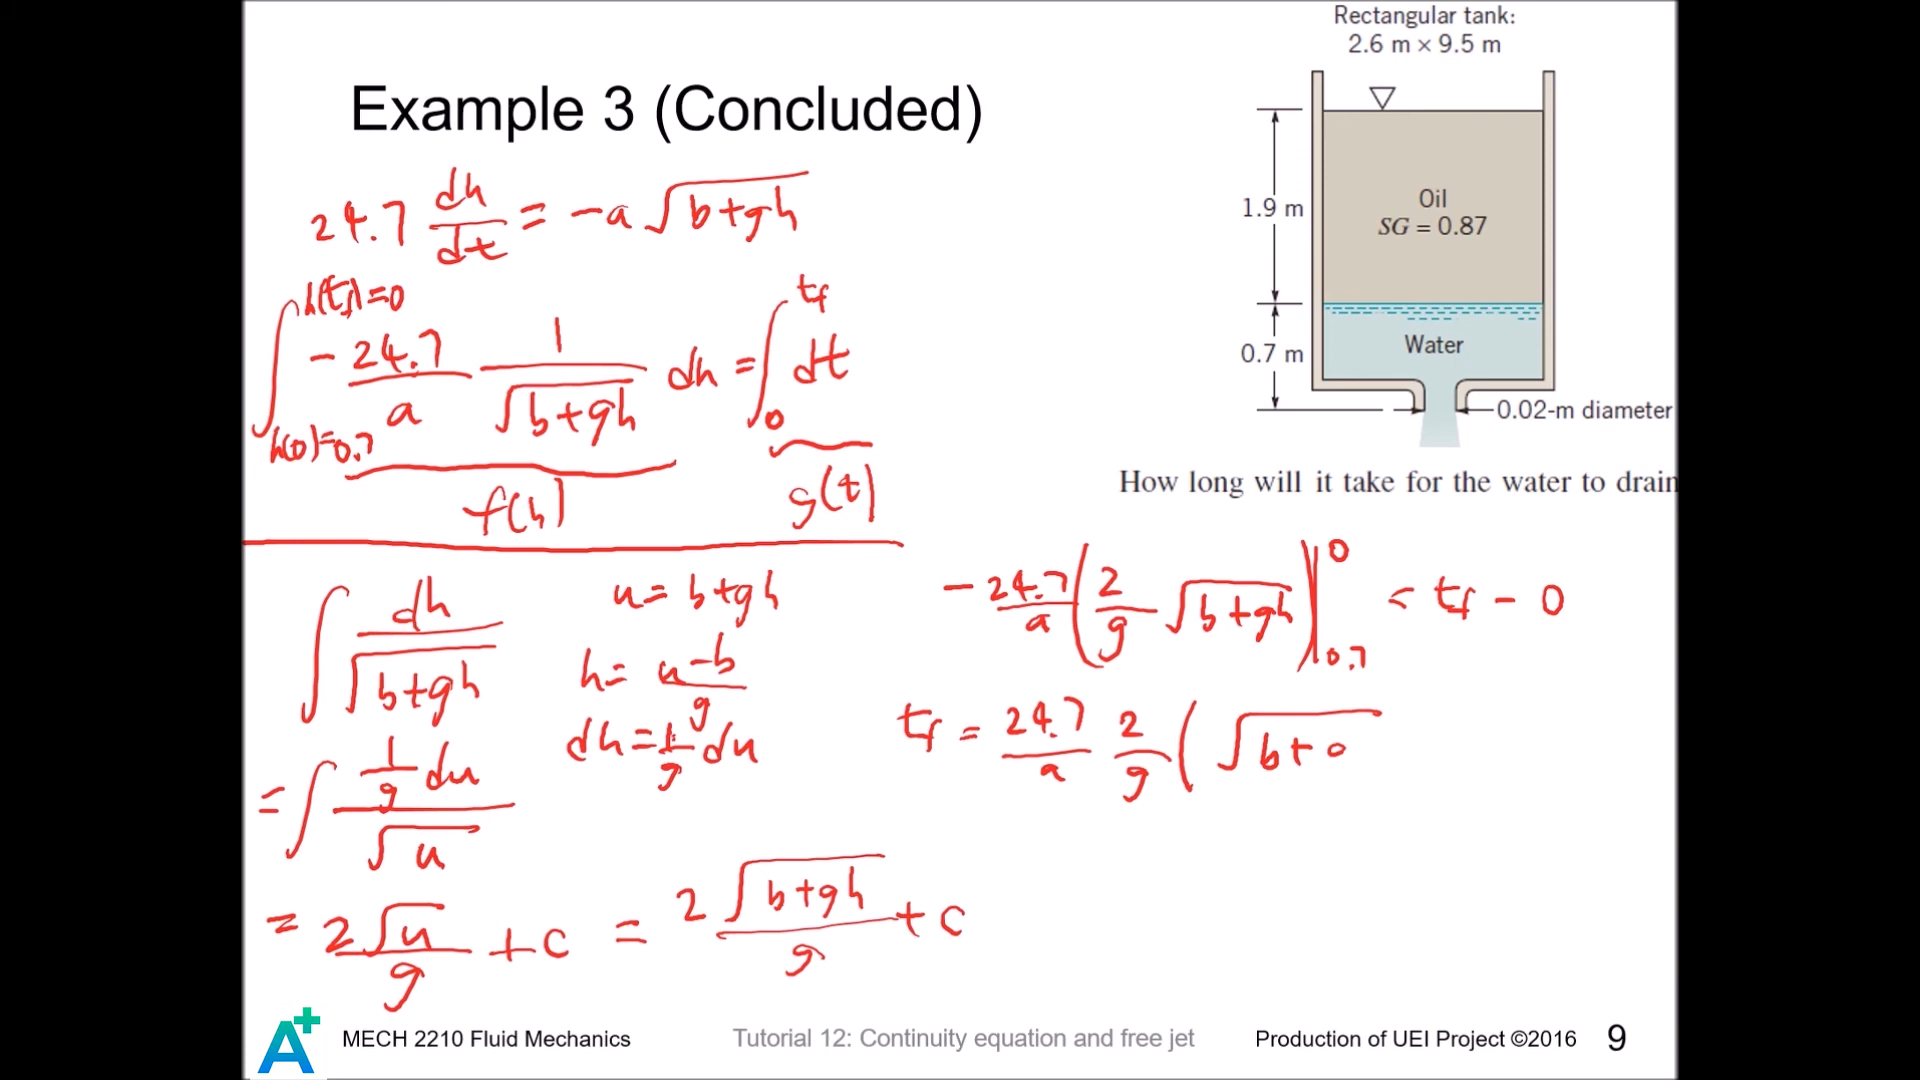 Rectangular tank:
2.6 m × 9.5 m
Example 3 (Concluded)
24.7 dh/dt = -a √(b+gh)
∫_{h(0)=0.7}^{h(tf)=0} -24.7/a 1/√(b+gh) dh = ∫_0^{tf} dt
f(h) g(t)
1.9 m
Oil
SG = 0.87
0.7 m
Water
0.02-m diameter
How long will it take for the water to drain
∫ dh/√(b+gh)
u = b+gh
h = (u-b)/g
dh = 1/g du
= ∫ (1/g du)/√u
= 2√u/g + c = 2√(b+gh)/g + c
-24.7/a (2/g √(b+gh)) |_{0.7}^{0} = tf - 0
tf = 24.7/a 2/g ( √(b+0
A+
MECH 2210 Fluid Mechanics
Tutorial 12: Continuity equation and free jet
Production of UEI Project ©2016
9